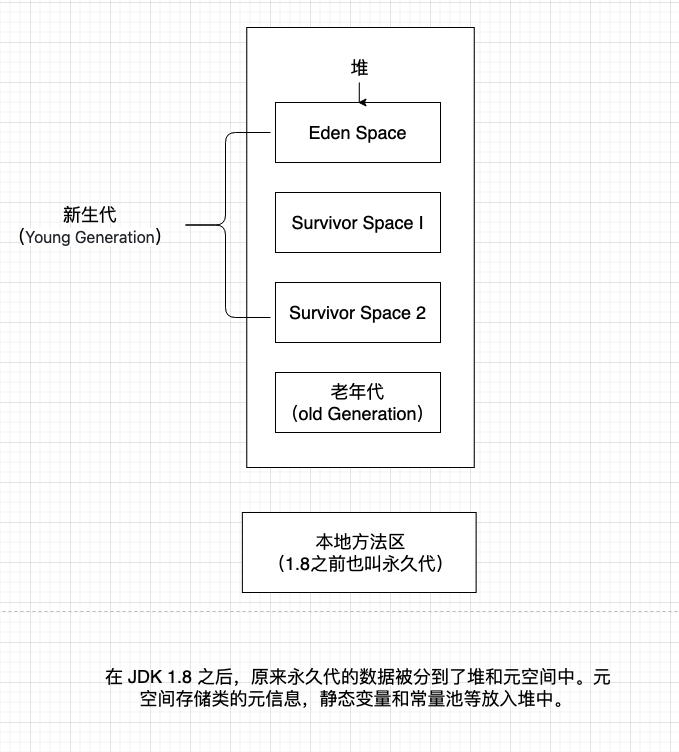 堆
Eden Space
Survivor Space I
新生代
（Young Generation）
Survivor Space 2
老年代
（old Generation）
本地方法区
（1.8之前也叫永久代）
在 JDK 1.8 之后，原来永久代的数据被分到了堆和元空间中。元
空间存储类的元信息，静态变量和常量池等放入堆中。